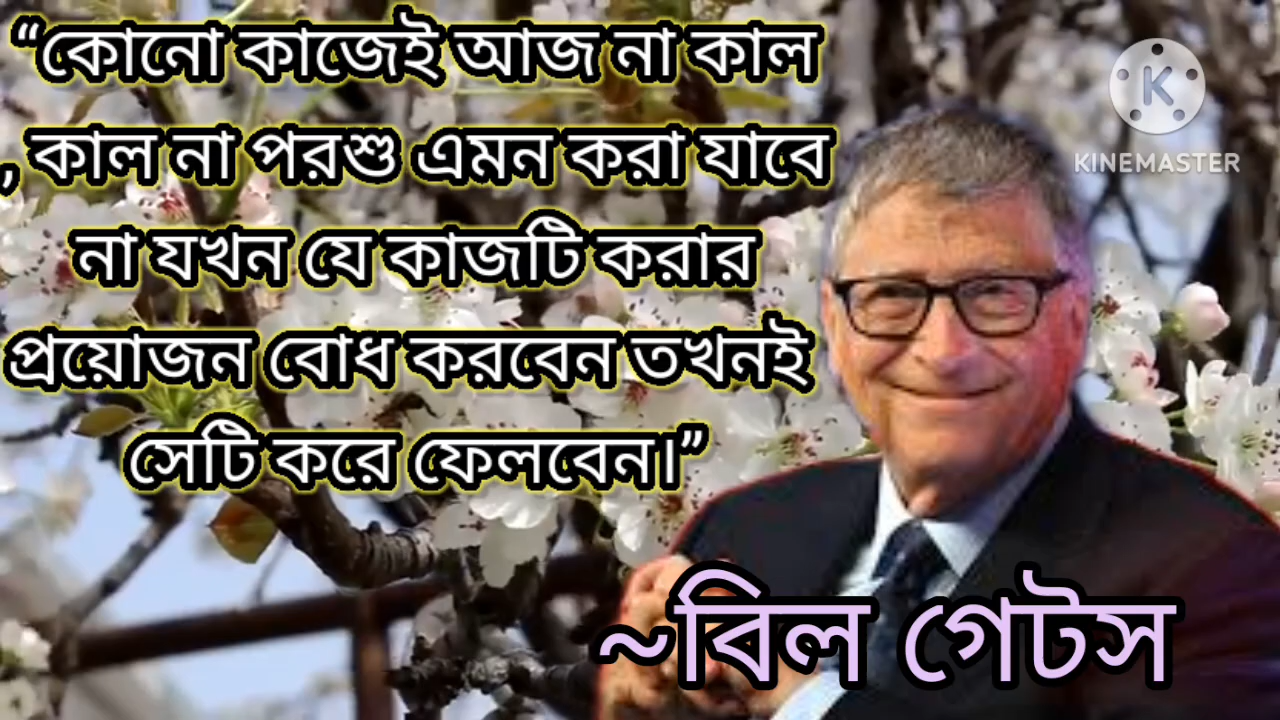 “কোনো কাজেই আজ না কাল
, কাল না পরশু এমন করা যাবে
না যখন যে কাজটি করার
প্রয়োজন বোধ করবেন তখনই
সেটি করে ফেলবেন।”
~বিল গেটস
K
KINEMASTER